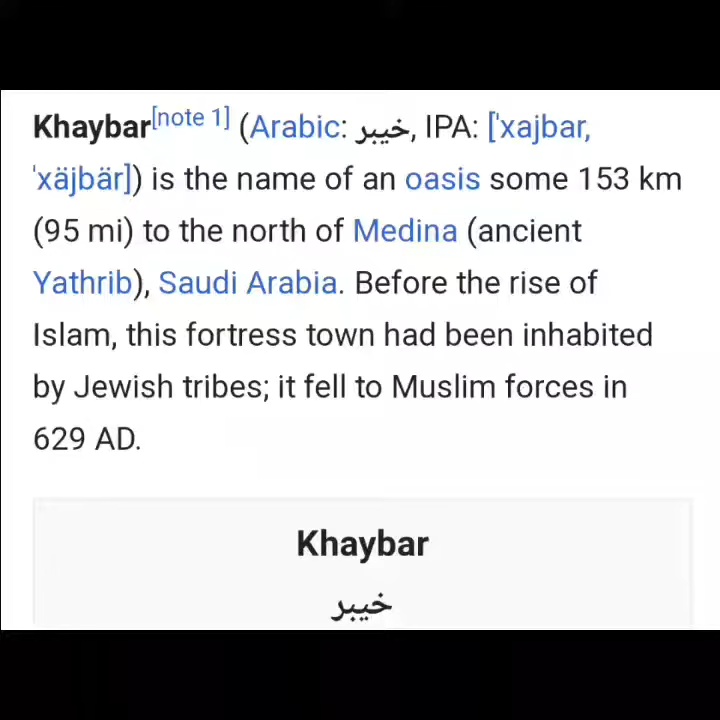 Khaybar[note 1] (Arabic: خيبر, IPA: ['xajbar,
'xäjbär]) is the name of an oasis some 153 km
(95 mi) to the north of Medina (ancient
Yathrib), Saudi Arabia. Before the rise of
Islam, this fortress town had been inhabited
by Jewish tribes; it fell to Muslim forces in
629 AD.
Khaybar
خيبر